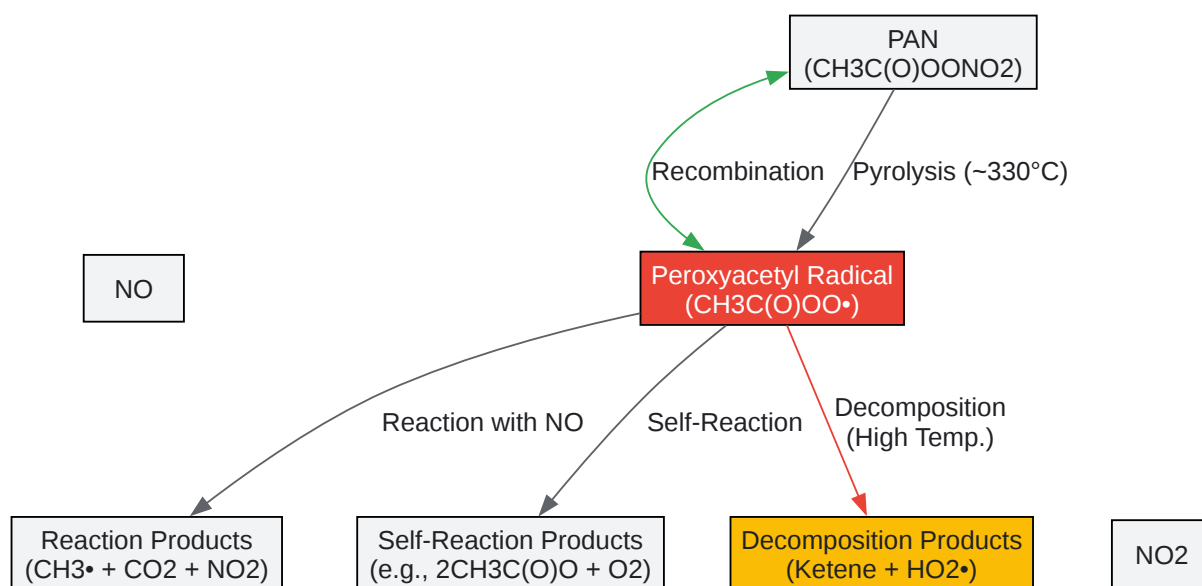 PAN
(CH3C(O)OONO2)
Recombination
Pyrolysis (~330°C)
NO
Peroxyacetyl Radical
(CH3C(O)OO•)
Reaction with NO
Self-Reaction
Decomposition
(High Temp.)
Reaction Products
(CH3• + CO2 + NO2)
Self-Reaction Products
(e.g., 2CH3C(O)O + O2)
Decomposition Products
(Ketene + HO2•)
NO2